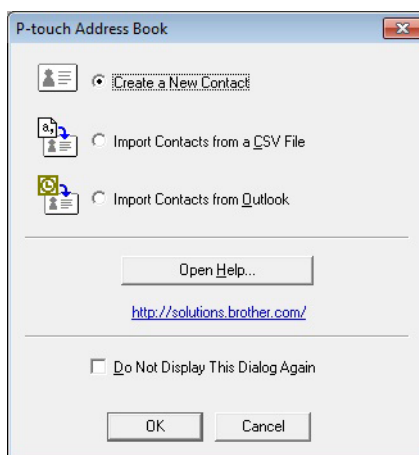 P-touch Address Book
Create a New Contact
a,
Import Contacts from a CSV File
Import Contacts from Outlook
Open Help...
http://solutions.brother.com/
Do Not Display This Dialog Again
OK
Cancel